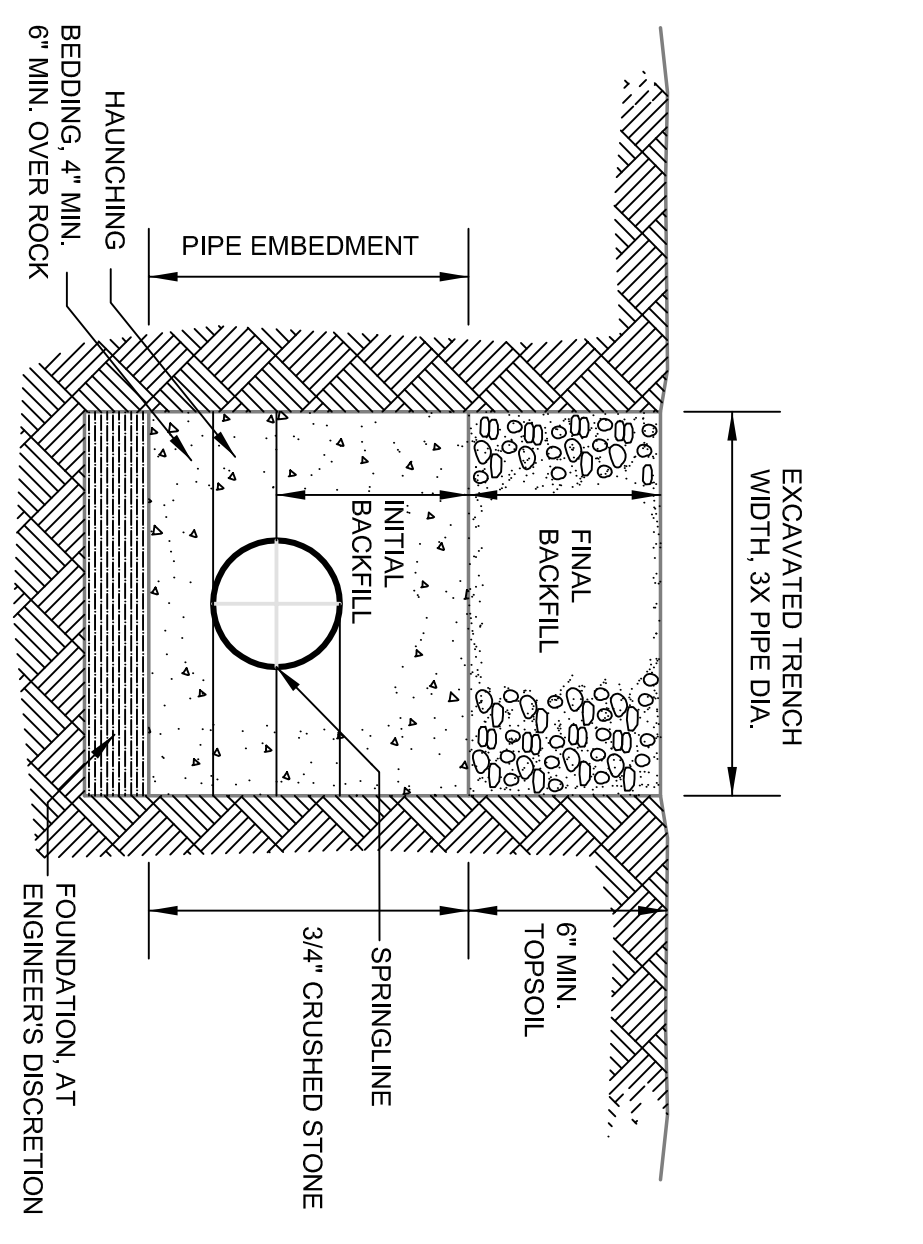 EXCAVATED TRENCH
WIDTH, 3X PIPE DIA.
FINAL
BACKFILL
6" MIN.
TOPSOIL
INITIAL
BACKFILL
PIPE EMBEDMENT
SPRINGLINE
3/4" CRUSHED STONE
HAUNCHING
BEDDING, 4" MIN.
6" MIN. OVER ROCK
FOUNDATION, AT
ENGINEER'S DISCRETION